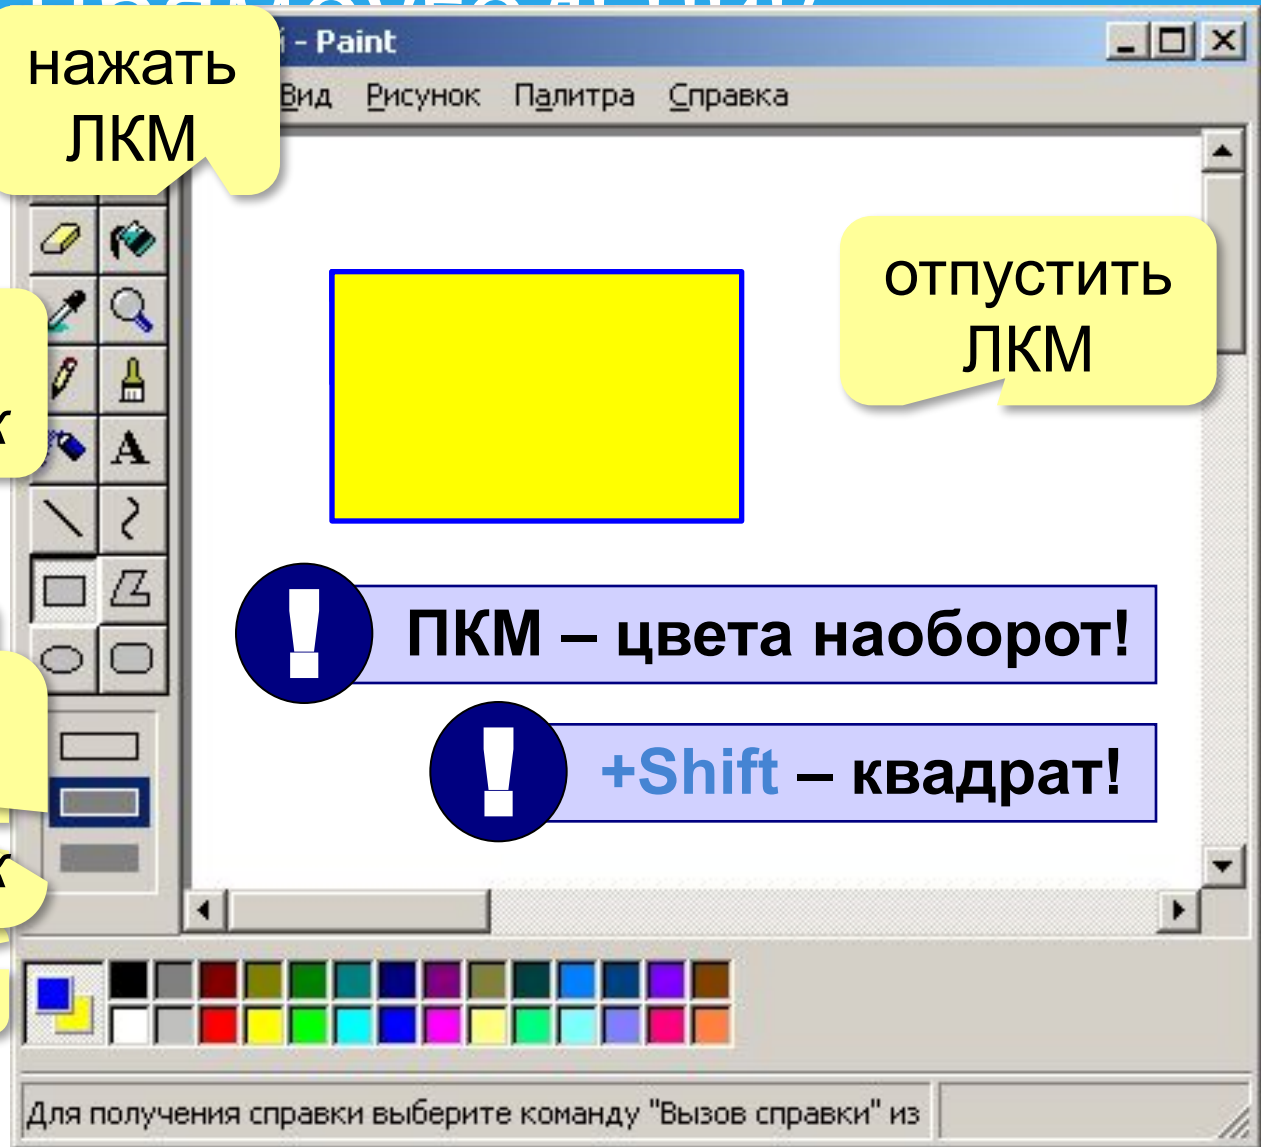 - Paint
Вид Рисунок Палитра Справка
нажать
ЛКМ
отпустить
ЛКМ
A
! ПКМ – цвета наоборот!
! +Shift – квадрат!
Для получения справки выберите команду "Вызов справки" из